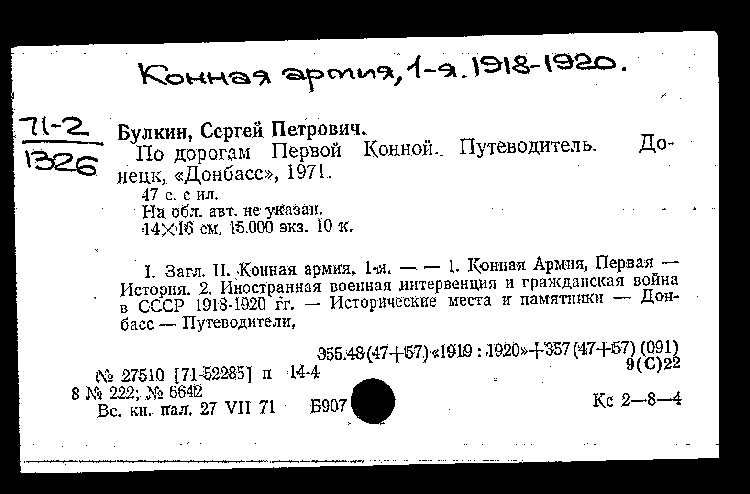 Конная армия, 1-я. 1918-1920.
71-2
1326
Булкин, Сергей Петрович.
По дорогам Первой Конной. Путеводитель. До-
нецк, «Донбасс», 1971.
47 с. с ил.
На обл. авт. не указан.
14×16 см. 15.000 экз. 10 к.
I. Загл. II. Конная армия, 1-я. — — 1. Конная Армия, Первая —
История. 2. Иностранная военная интервенция и гражданская война
в СССР 1918-1920 гг. — Исторические места и памятники — Дон-
басс — Путеводители.
355.48(47+57)«1919 : 1920»+357(47+57) (091)
9(С)22
№ 27510 [71-52285] п 14-4
8 № 222; № 5642
Вс. кн. пал. 27 VII 71 Б907
Кс 2—8—4